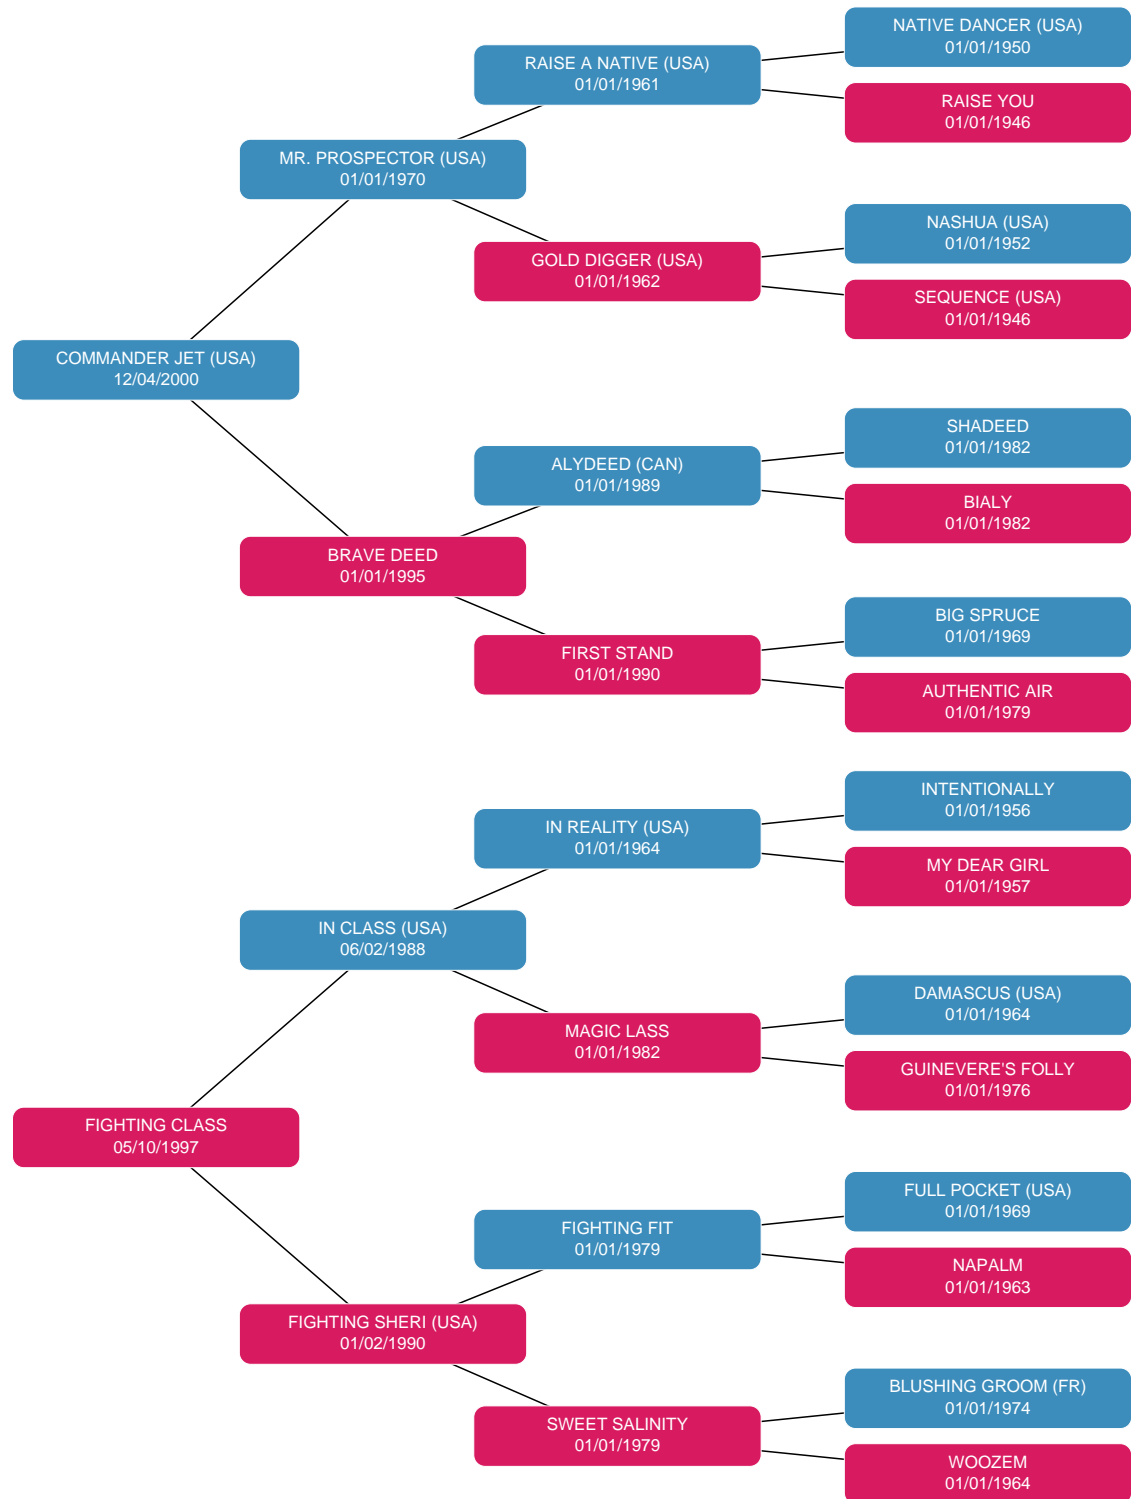 NATIVE DANCER (USA)
01/01/1950
RAISE A NATIVE (USA)
01/01/1961
RAISE YOU
01/01/1946
MR. PROSPECTOR (USA)
01/01/1970
NASHUA (USA)
01/01/1952
GOLD DIGGER (USA)
01/01/1962
SEQUENCE (USA)
01/01/1946
COMMANDER JET (USA)
12/04/2000
SHADEED
01/01/1982
ALYDEED (CAN)
01/01/1989
BIALY
01/01/1982
BRAVE DEED
01/01/1995
BIG SPRUCE
01/01/1969
FIRST STAND
01/01/1990
AUTHENTIC AIR
01/01/1979
INTENTIONALLY
01/01/1956
IN REALITY (USA)
01/01/1964
MY DEAR GIRL
01/01/1957
IN CLASS (USA)
06/02/1988
DAMASCUS (USA)
01/01/1964
MAGIC LASS
01/01/1982
GUINEVERE'S FOLLY
01/01/1976
FIGHTING CLASS
05/10/1997
FULL POCKET (USA)
01/01/1969
FIGHTING FIT
01/01/1979
NAPALM
01/01/1963
FIGHTING SHERI (USA)
01/02/1990
BLUSHING GROOM (FR)
01/01/1974
SWEET SALINITY
01/01/1979
WOOZEM
01/01/1964